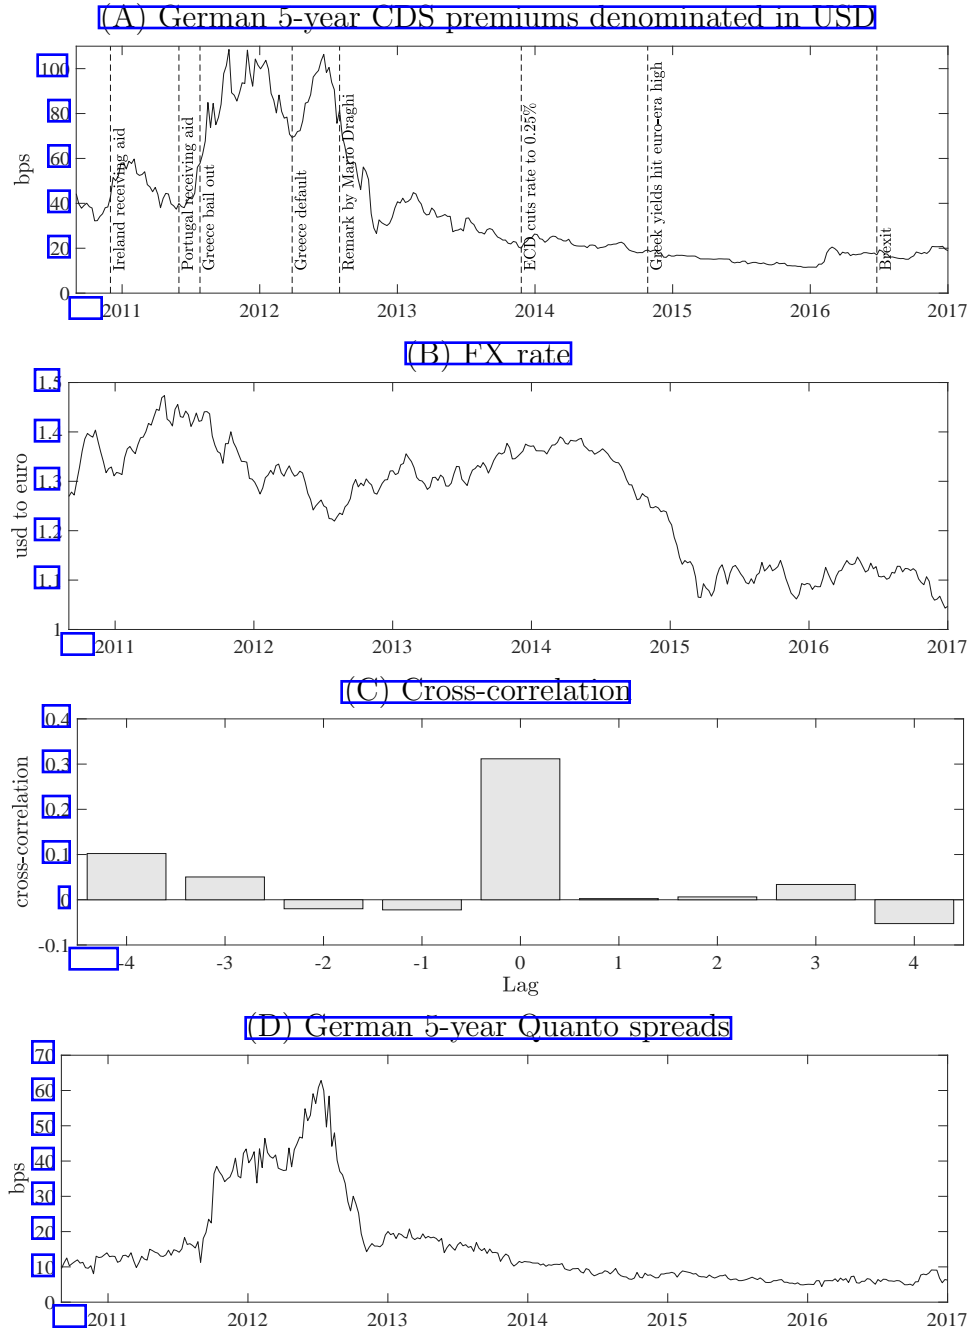 (A) German 5-year CDS premiums denominated in USD
100
80
60
40
20
0
bps
Ireland receiving aid
Portugal receiving aid
Greece bail out
Greece default
Remark by Mario Draghi
ECD cuts rate to 0.25%
Greek yields hit euro-era high
Brexit
2011 2012 2013 2014 2015 2016 2017
(B) FX rate
1.5
1.4
1.3
1.2
1.1
1
usd to euro
2011 2012 2013 2014 2015 2016 2017
(C) Cross-correlation
0.4
0.3
0.2
0.1
0
-0.1
cross-correlation
-4 -3 -2 -1 0 1 2 3 4
Lag
(D) German 5-year Quanto spreads
70
60
50
40
30
20
10
0
bps
2011 2012 2013 2014 2015 2016 2017